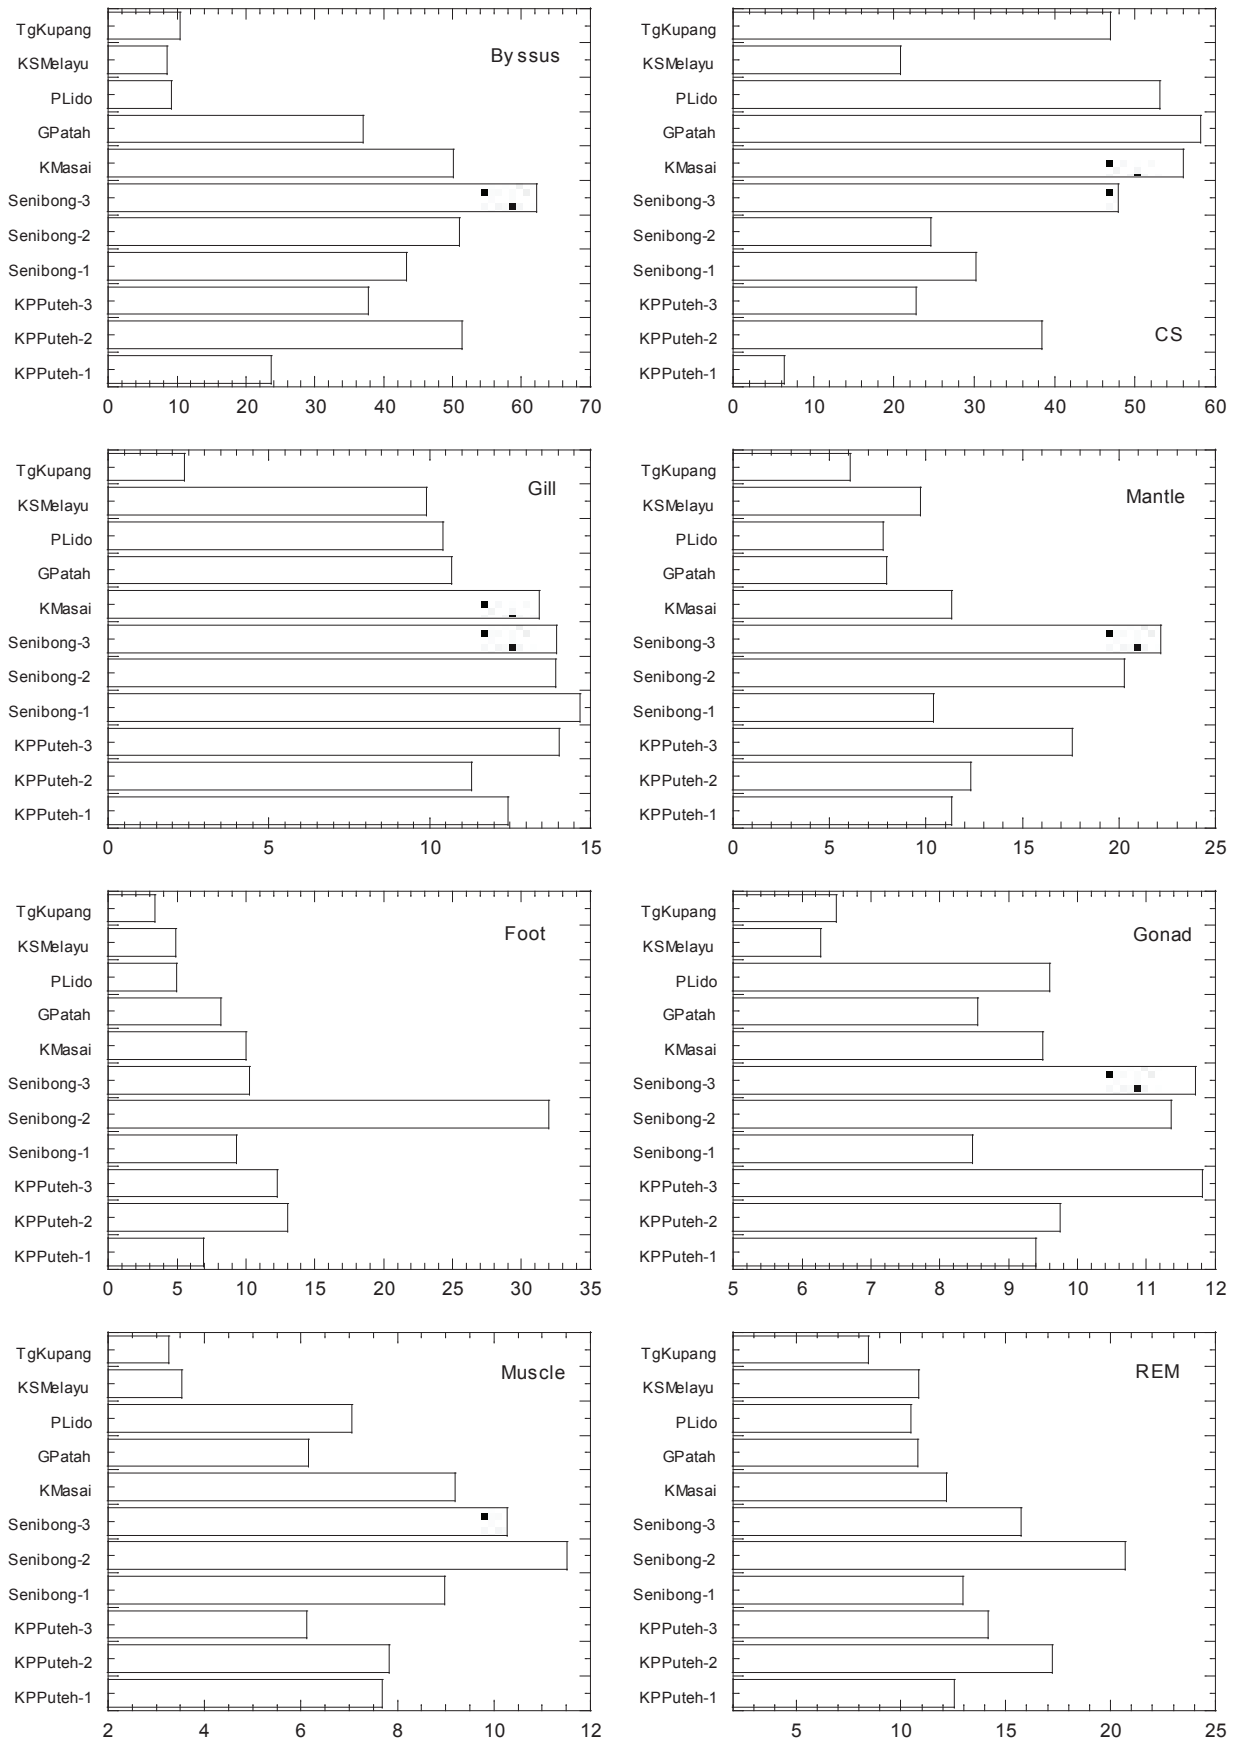 TgKupang
KSMelayu
PLido
GPatah
KMasai
Senibong-3
Senibong-2
Senibong-1
KPPuteh-3
KPPuteh-2
KPPuteh-1
Byssus
0 10 20 30 40 50 60 70
TgKupang
KSMelayu
PLido
GPatah
KMasai
Senibong-3
Senibong-2
Senibong-1
KPPuteh-3
KPPuteh-2
KPPuteh-1
CS
0 10 20 30 40 50 60
TgKupang
KSMelayu
PLido
GPatah
KMasai
Senibong-3
Senibong-2
Senibong-1
KPPuteh-3
KPPuteh-2
KPPuteh-1
Gill
0 5 10 15
TgKupang
KSMelayu
PLido
GPatah
KMasai
Senibong-3
Senibong-2
Senibong-1
KPPuteh-3
KPPuteh-2
KPPuteh-1
Mantle
0 5 10 15 20 25
TgKupang
KSMelayu
PLido
GPatah
KMasai
Senibong-3
Senibong-2
Senibong-1
KPPuteh-3
KPPuteh-2
KPPuteh-1
Foot
0 5 10 15 20 25 30 35
TgKupang
KSMelayu
PLido
GPatah
KMasai
Senibong-3
Senibong-2
Senibong-1
KPPuteh-3
KPPuteh-2
KPPuteh-1
Gonad
5 6 7 8 9 10 11 12
TgKupang
KSMelayu
PLido
GPatah
KMasai
Senibong-3
Senibong-2
Senibong-1
KPPuteh-3
KPPuteh-2
KPPuteh-1
Muscle
2 4 6 8 10 12
TgKupang
KSMelayu
PLido
GPatah
KMasai
Senibong-3
Senibong-2
Senibong-1
KPPuteh-3
KPPuteh-2
KPPuteh-1
REM
5 10 15 20 25